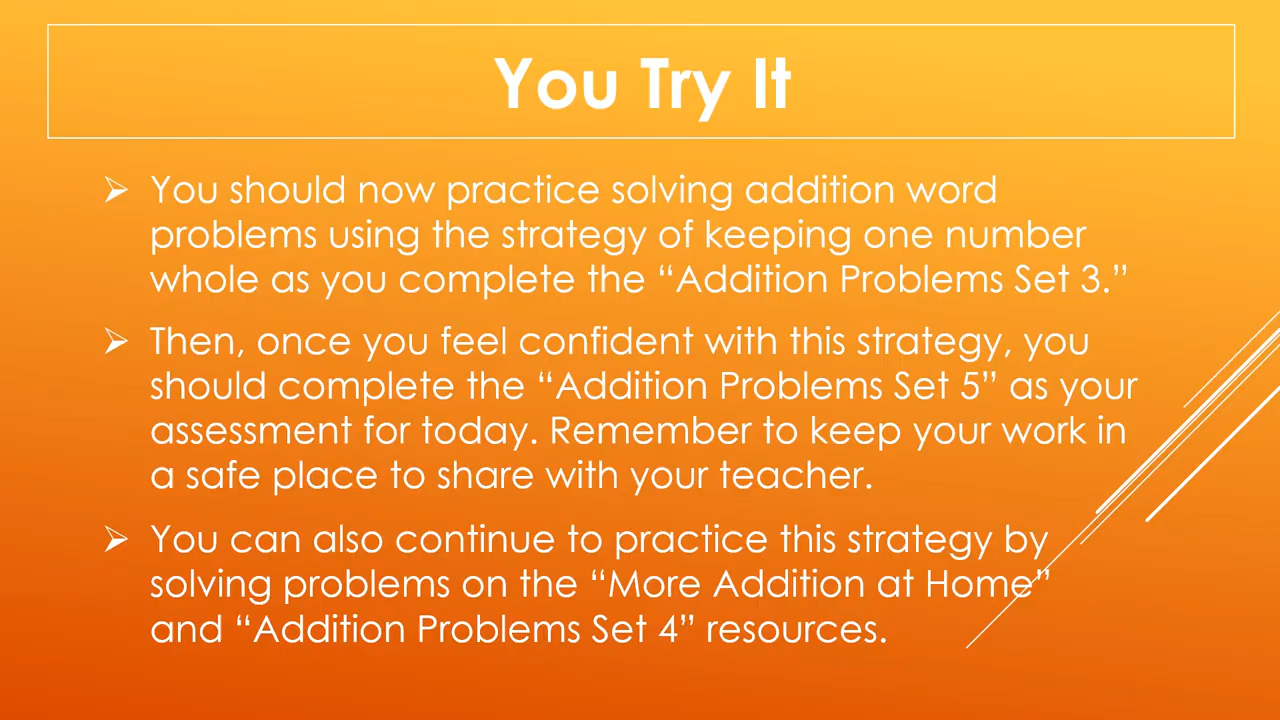 You Try It
➢ You should now practice solving addition word
problems using the strategy of keeping one number
whole as you complete the “Addition Problems Set 3.”
➢ Then, once you feel confident with this strategy, you
should complete the “Addition Problems Set 5” as your
assessment for today. Remember to keep your work in
a safe place to share with your teacher.
➢ You can also continue to practice this strategy by
solving problems on the “More Addition at Home”
and “Addition Problems Set 4” resources.